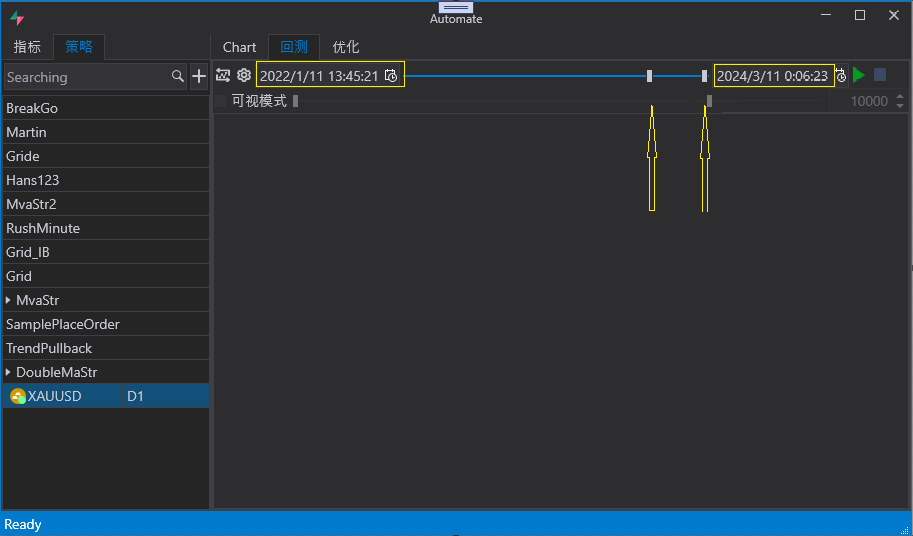 Automate
指标 策略
Chart 回测 优化
Searching
2022/1/11 13:45:21
2024/3/11 0:06:23
可视模式
10000
BreakGo
Martin
Gride
Hans123
MvaStr2
RushMinute
Grid_IB
Grid
MvaStr
SamplePlaceOrder
TrendPullback
DoubleMaStr
XAUUSD D1
Ready